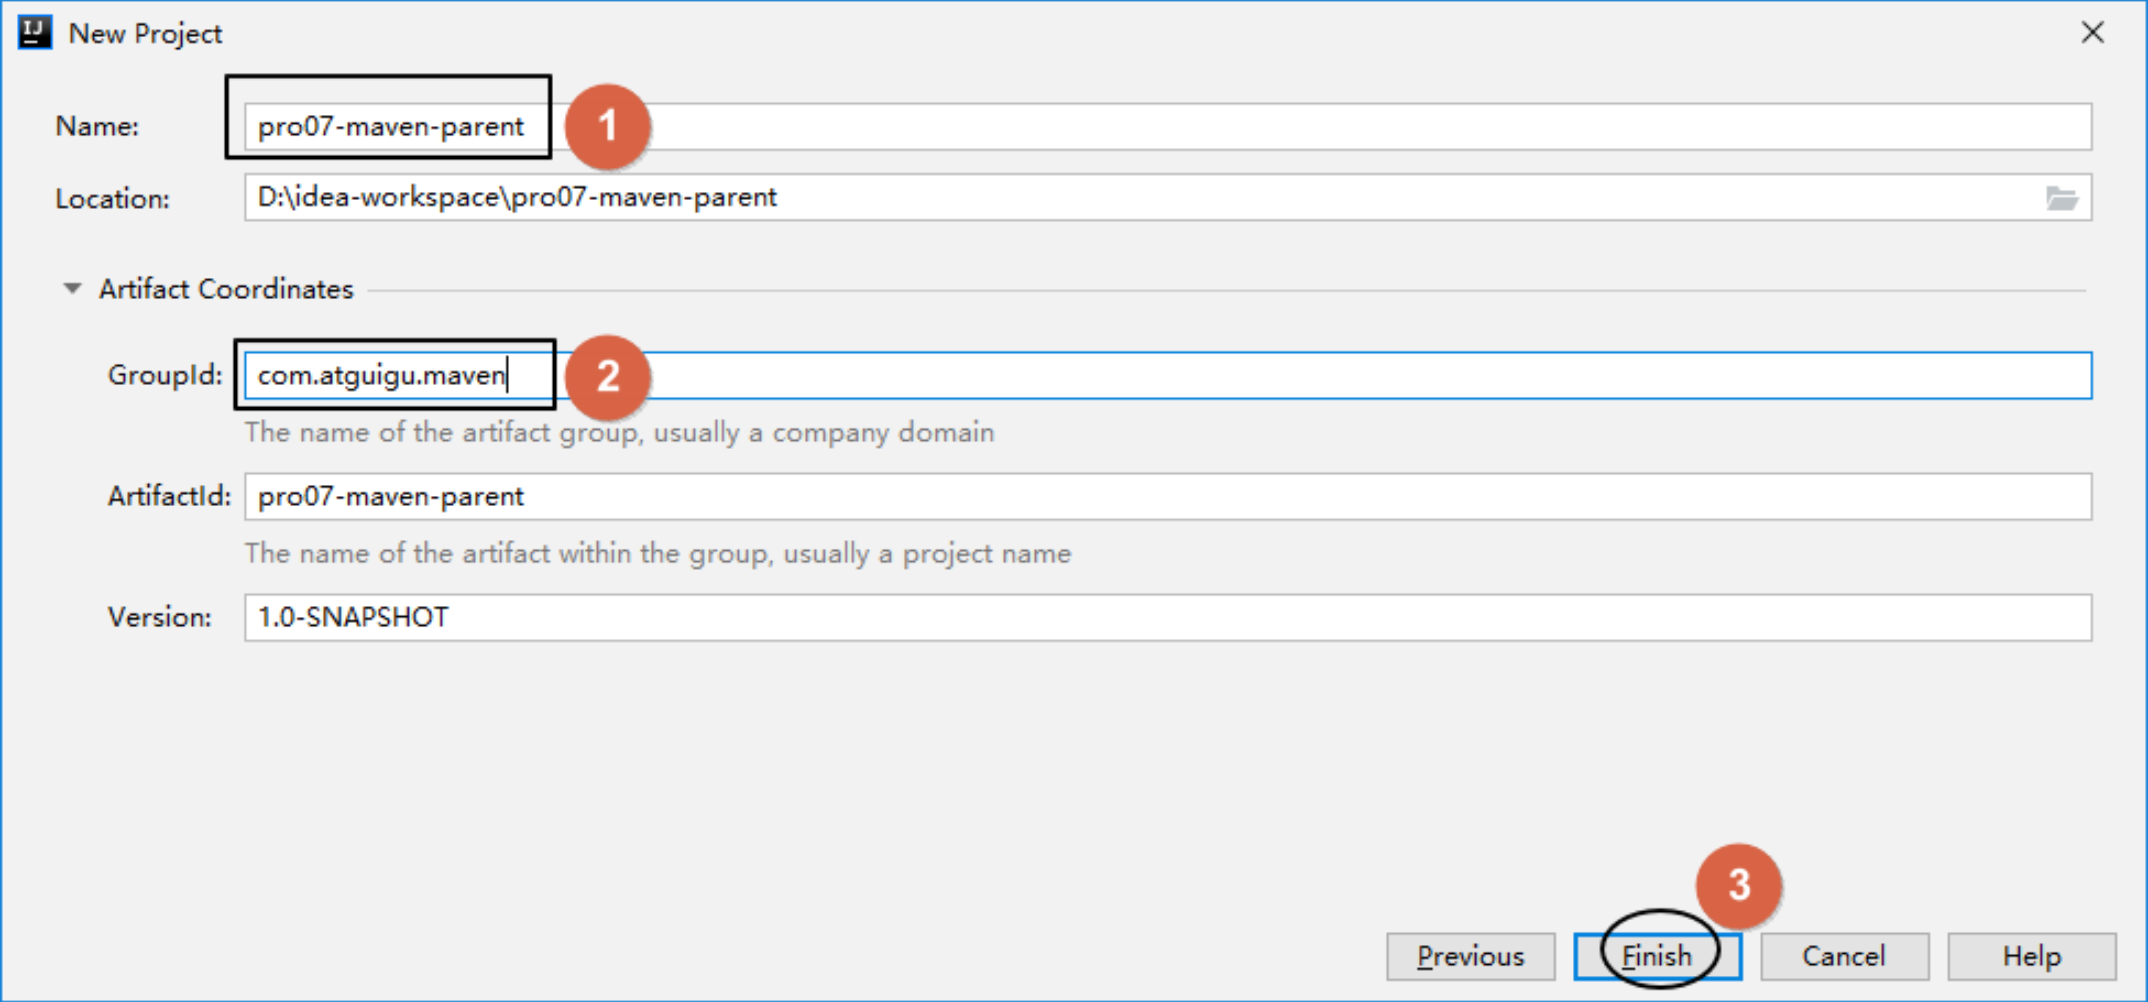 IJ New Project
Name: pro07-maven-parent 1
Location: D:\idea-workspace\pro07-maven-parent
Artifact Coordinates
GroupId: com.atguigu.maven 2
The name of the artifact group, usually a company domain
ArtifactId: pro07-maven-parent
The name of the artifact within the group, usually a project name
Version: 1.0-SNAPSHOT
3
Previous Finish Cancel Help